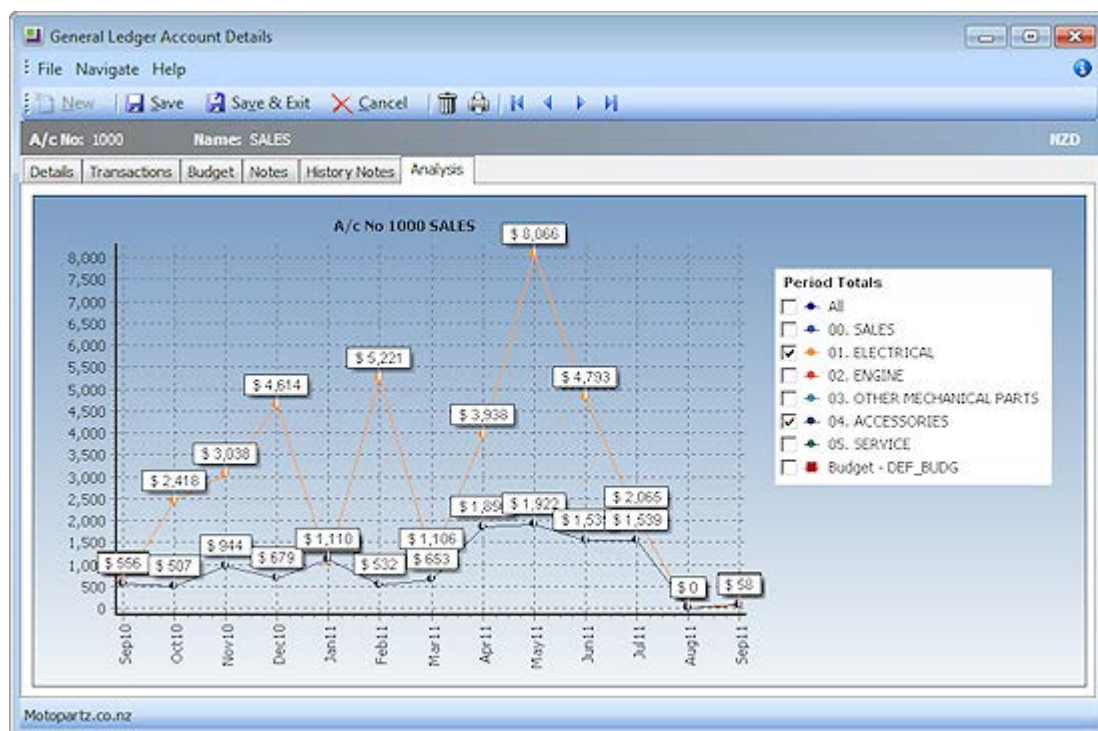 General Ledger Account Details
File Navigate Help
New Save Save & Exit Cancel
A/c No: 1000 Name: SALES NZD
Details Transactions Budget Notes History Notes Analysis
A/c No 1000 SALES
8,000
7,500
7,000
6,500
6,000
5,500
5,000
4,500
4,000
3,500
3,000
2,500
2,000
1,500
500
0
$ 556
$ 2,418
$ 507
$ 3,038
$ 944
$ 4,614
$ 679
$ 1,110
$ 5,221
$ 532
$ 1,106
$ 653
$ 3,938
$ 8,066
$ 1,922
$ 4,793
$ 2,065
$ 1,539
$ 0
$ 58
Sep10
Oct10
Nov10
Dec10
Jan11
Feb11
Mar11
Apr11
May11
Jun11
Jul11
Aug11
Sep11
Period Totals
All
00. SALES
01. ELECTRICAL
02. ENGINE
03. OTHER MECHANICAL PARTS
04. ACCESSORIES
05. SERVICE
Budget - DEF_BUDG
Motopartz.co.nz